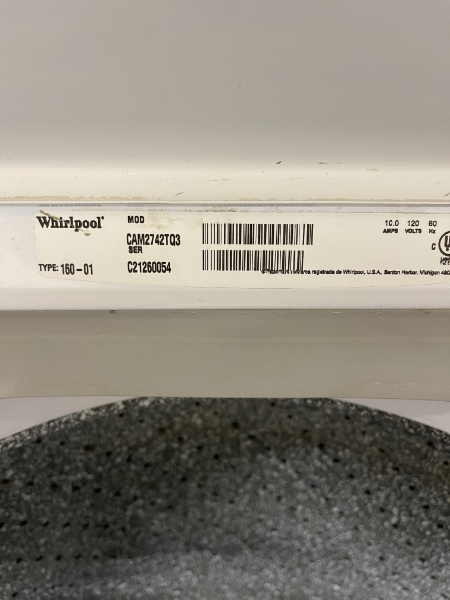 Whirlpool
MOD
CAM2742TQ3
SER
TYPE: 160-01
C21260054
10.0 120 60
AMPS VOLTS Hz
C UL
registrada de Whirlpool, U.S.A., Benton Harbor, Michigan